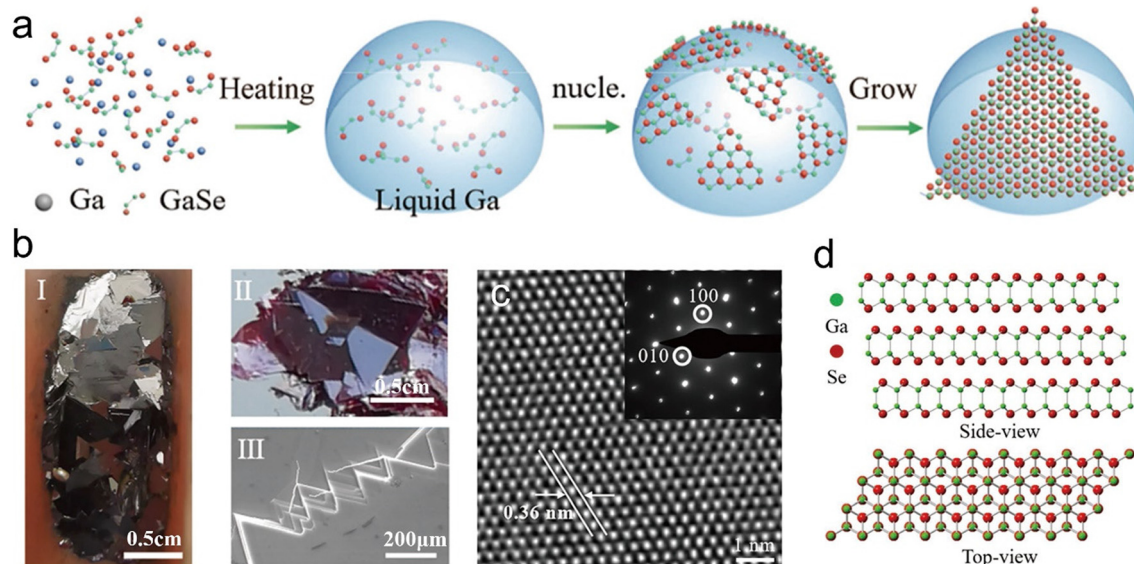 a
Heating
nucle.
Grow
Ga
GaSe
Liquid Ga
b
I
0.5cm
II
0.5cm
III
200μm
c
100
010
0.36 nm
1 nm
d
Ga
Se
Side-view
Top-view